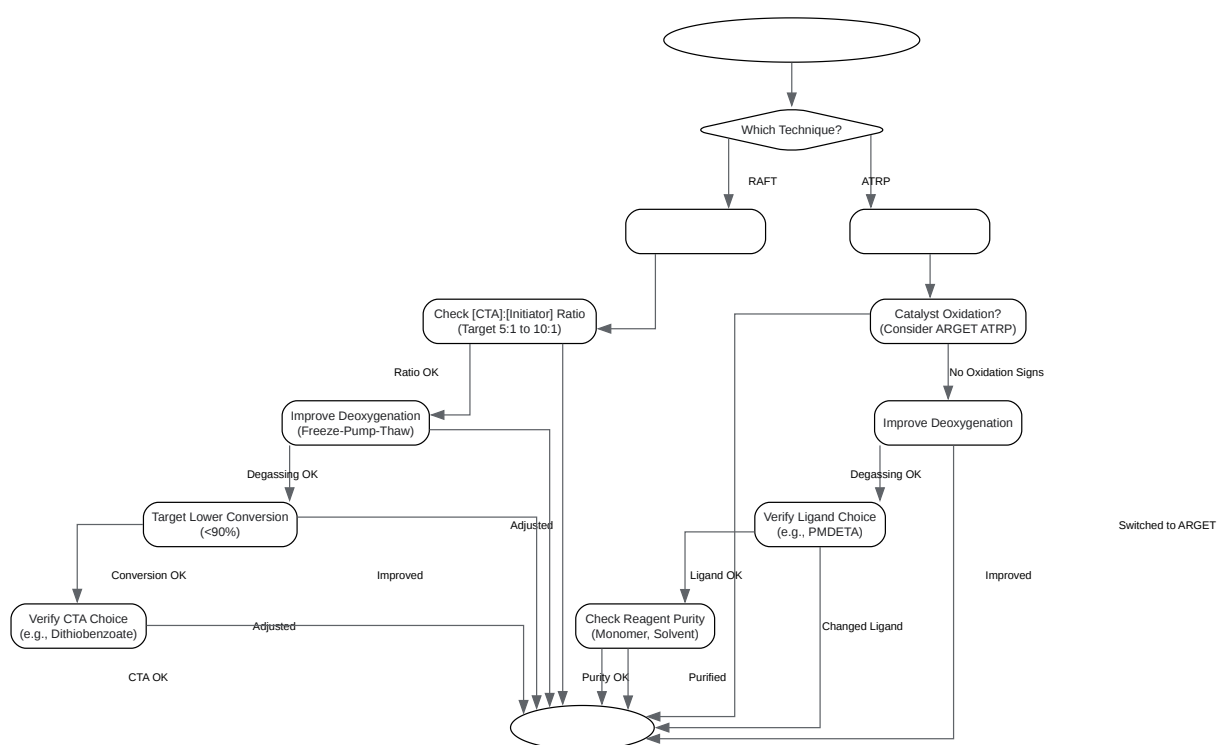 Which Technique?
RAFT
ATRP
Check [CTA]:[Initiator] Ratio
(Target 5:1 to 10:1)
Catalyst Oxidation?
(Consider ARGET ATRP)
Ratio OK
No Oxidation Signs
Improve Deoxygenation
(Freeze-Pump-Thaw)
Improve Deoxygenation
Degassing OK
Degassing OK
Target Lower Conversion
(<90%)
Adjusted
Verify Ligand Choice
(e.g., PMDETA)
Switched to ARGET
Conversion OK
Improved
Ligand OK
Improved
Verify CTA Choice
(e.g., Dithiobenzoate)
Adjusted
Check Reagent Purity
(Monomer, Solvent)
Changed Ligand
CTA OK
Purity OK
Purified